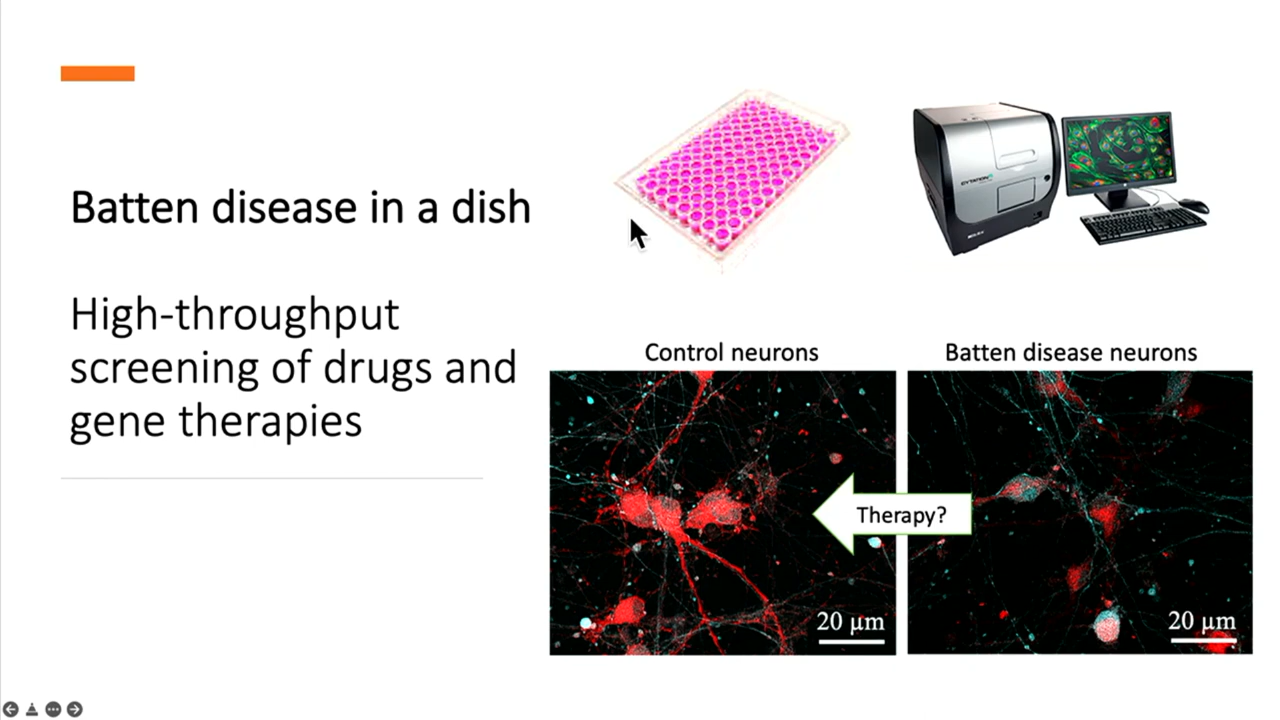 Batten disease in a dish
High-throughput
screening of drugs and
gene therapies
CYTATION
Control neurons
Batten disease neurons
Therapy?
20 µm
20 µm